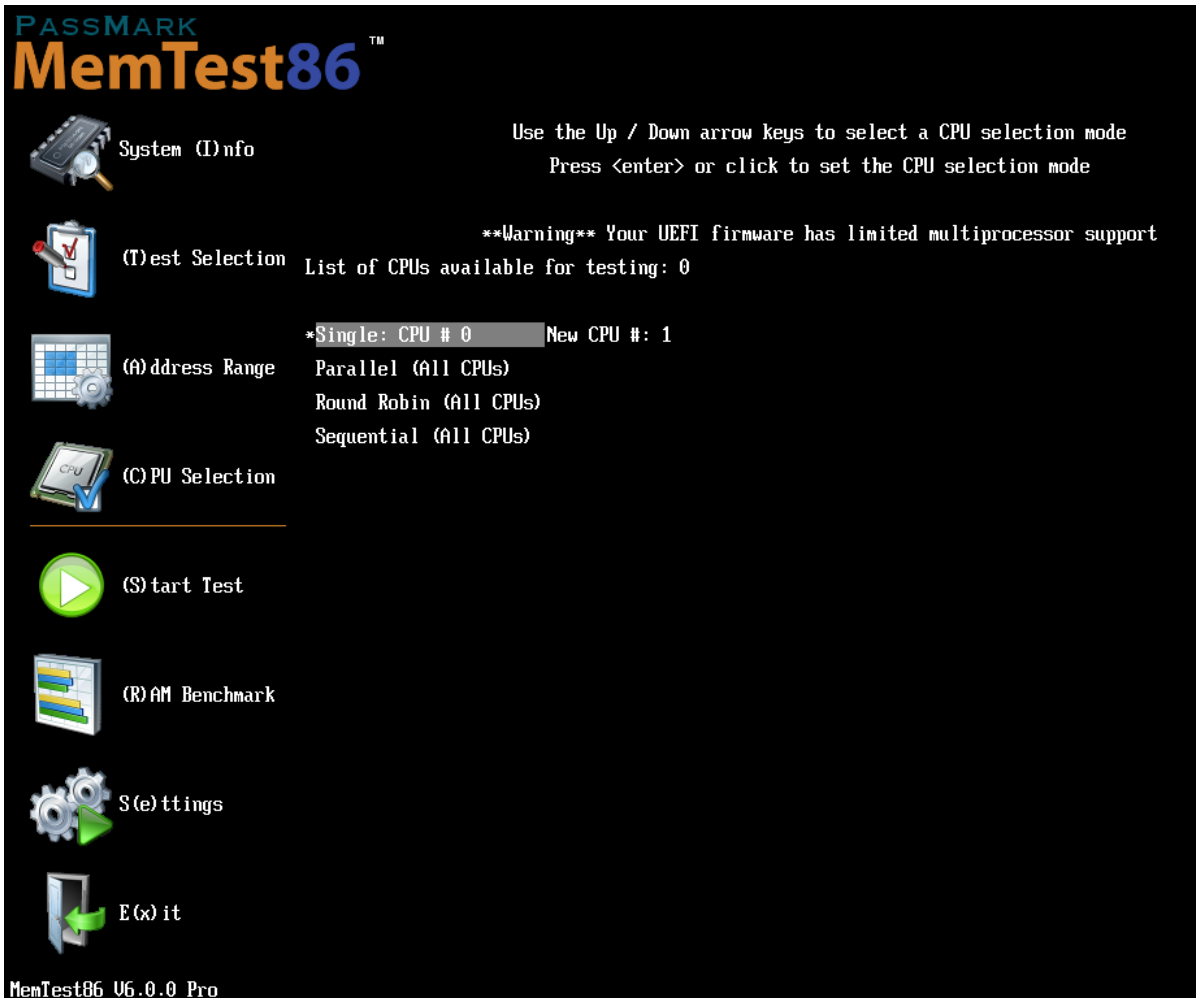 PASSMARK
MemTest86™
System (I)nfo
(T)est Selection
(A)ddress Range
CPU
(C)PU Selection
(S)tart Test
(R)AM Benchmark
S(e)ttings
E(x)it
Use the Up / Down arrow keys to select a CPU selection mode
Press <enter> or click to set the CPU selection mode
**Warning** Your UEFI firmware has limited multiprocessor support
List of CPUs available for testing: 0
*Single: CPU # 0 New CPU #: 1
Parallel (All CPUs)
Round Robin (All CPUs)
Sequential (All CPUs)
MemTest86 V6.0.0 Pro